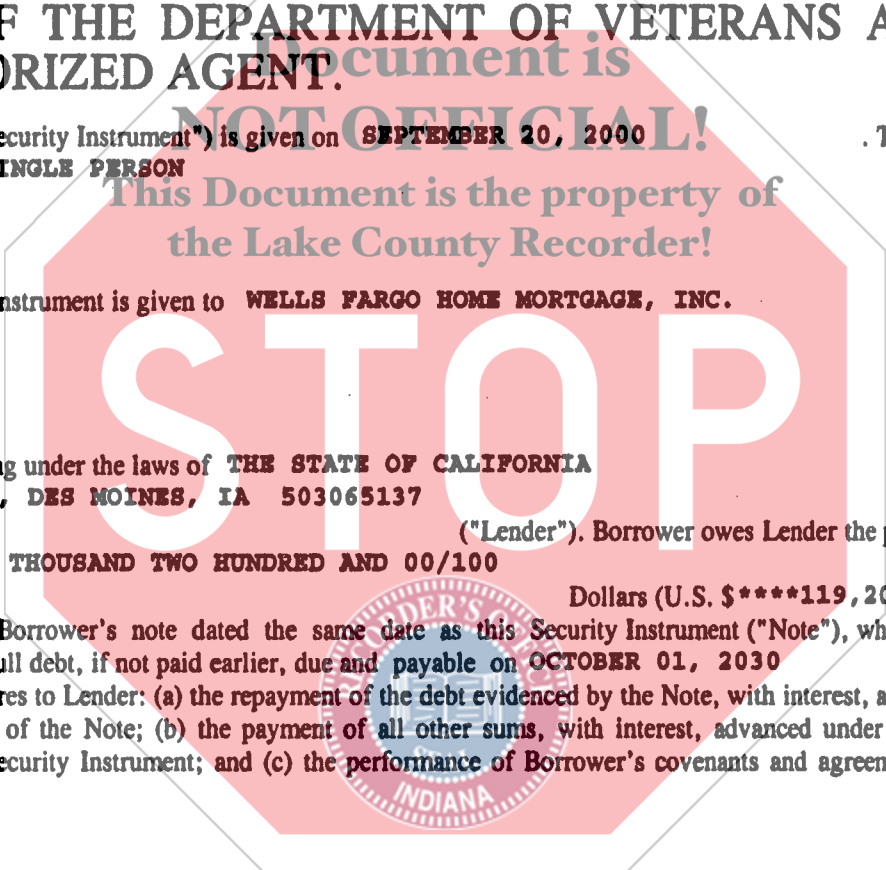 F THE DEPARTMENT OF VETERANS A
ORIZED AGENT.
Document is
NOT OFFICIAL!
ecurity Instrument") is given on SEPTEMBER 20, 2000 . T
INGLE PERSON
This Document is the property of
the Lake County Recorder!
nstrument is given to WELLS FARGO HOME MORTGAGE, INC.
STOP
g under the laws of THE STATE OF CALIFORNIA
, DES MOINES, IA 503065137
("Lender"). Borrower owes Lender the p
THOUSAND TWO HUNDRED AND 00/100
Dollars (U.S. $****119,20
Borrower's note dated the same date as this Security Instrument ("Note"), wh
ull debt, if not paid earlier, due and payable on OCTOBER 01, 2030
res to Lender: (a) the repayment of the debt evidenced by the Note, with interest, a
of the Note; (b) the payment of all other sums, with interest, advanced under
ecurity Instrument; and (c) the performance of Borrower's covenants and agreen
RECORDER'S OFFICE
SEAL
INDIANA